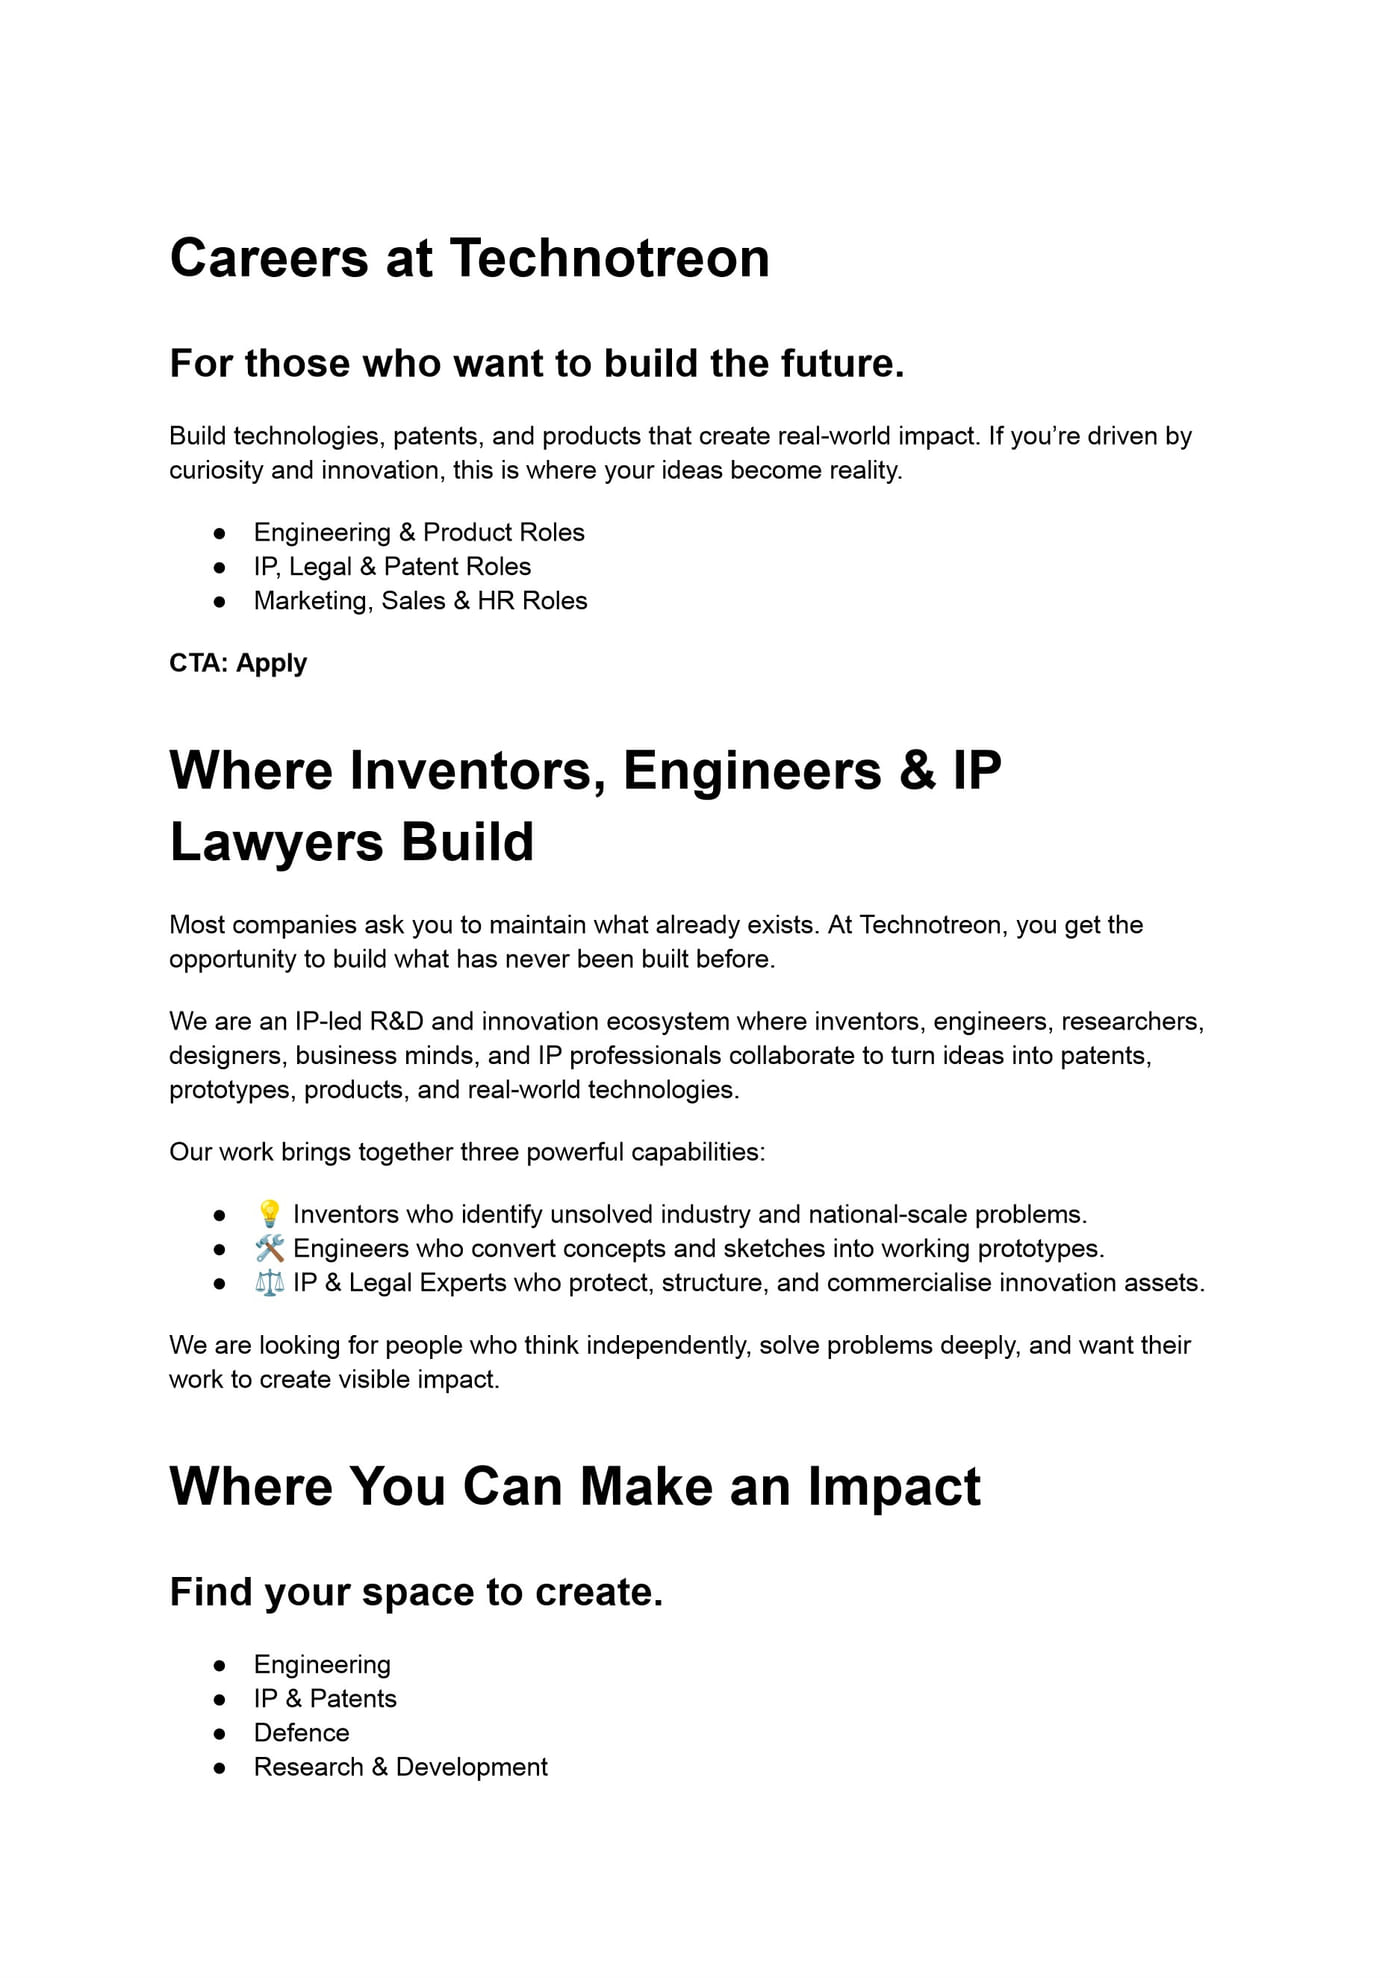 Careers at Technotreon
For those who want to build the future.
Build technologies, patents, and products that create real-world impact. If you’re driven by
curiosity and innovation, this is where your ideas become reality.
● Engineering & Product Roles
● IP, Legal & Patent Roles
● Marketing, Sales & HR Roles
CTA: Apply
Where Inventors, Engineers & IP
Lawyers Build
Most companies ask you to maintain what already exists. At Technotreon, you get the
opportunity to build what has never been built before.
We are an IP-led R&D and innovation ecosystem where inventors, engineers, researchers,
designers, business minds, and IP professionals collaborate to turn ideas into patents,
prototypes, products, and real-world technologies.
Our work brings together three powerful capabilities:
● 💡 Inventors who identify unsolved industry and national-scale problems.
● 🛠️ Engineers who convert concepts and sketches into working prototypes.
● ⚖️ IP & Legal Experts who protect, structure, and commercialise innovation assets.
We are looking for people who think independently, solve problems deeply, and want their
work to create visible impact.
Where You Can Make an Impact
Find your space to create.
● Engineering
● IP & Patents
● Defence
● Research & Development